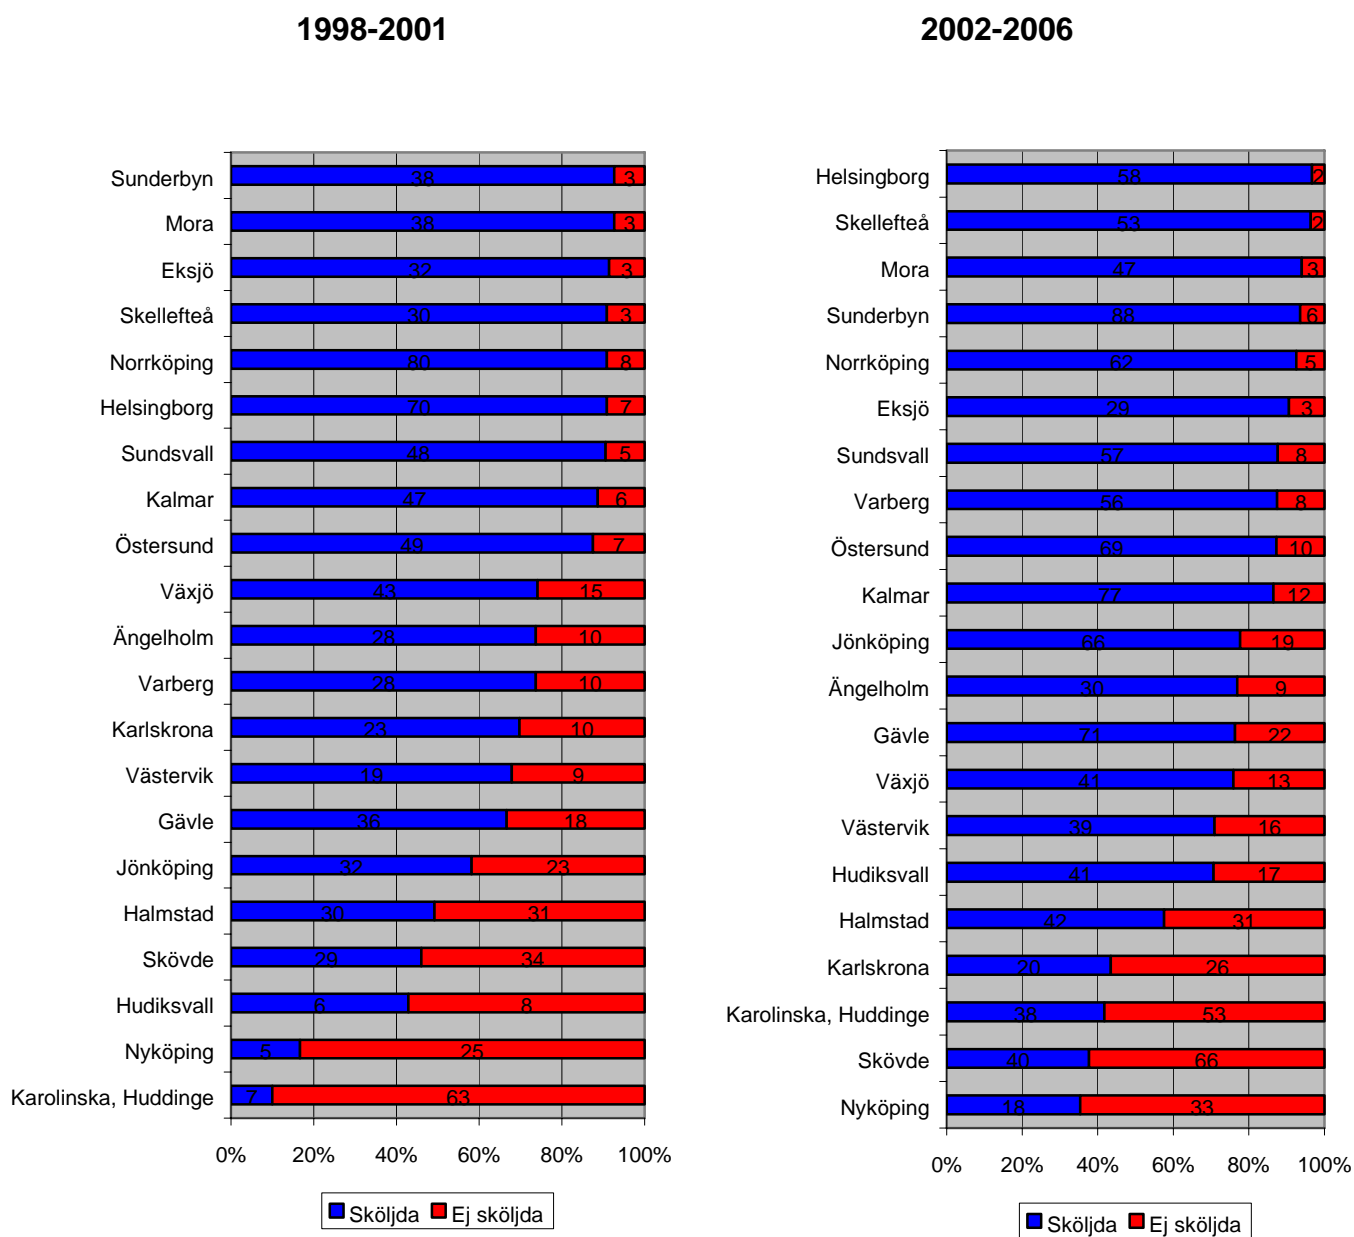 1998-2001
Sunderbyn 38 3
Mora 38 3
Eksjö 32 3
Skellefteå 30 3
Norrköping 80 8
Helsingborg 70 7
Sundsvall 48 5
Kalmar 47 6
Östersund 49 7
Växjö 43 15
Ängelholm 28 10
Varberg 28 10
Karlskrona 23 10
Västervik 19 9
Gävle 36 18
Jönköping 32 23
Halmstad 30 31
Skövde 29 34
Hudiksvall 6 8
Nyköping 5 25
Karolinska, Huddinge 7 63
0% 20% 40% 60% 80% 100%
Sköljda Ej sköljda
2002-2006
Helsingborg 58 2
Skellefteå 53 2
Mora 47 3
Sunderbyn 88 6
Norrköping 62 5
Eksjö 29 3
Sundsvall 57 8
Varberg 56 8
Östersund 69 10
Kalmar 77 12
Jönköping 66 19
Ängelholm 30 9
Gävle 71 22
Växjö 41 13
Västervik 39 16
Hudiksvall 41 17
Halmstad 42 31
Karlskrona 20 26
Karolinska, Huddinge 38 53
Skövde 40 66
Nyköping 18 33
0% 20% 40% 60% 80% 100%
Sköljda Ej sköljda